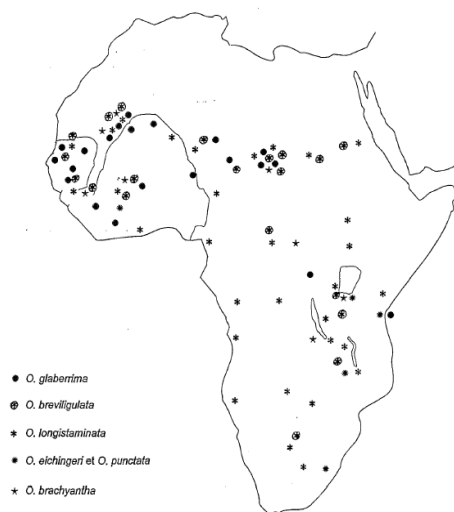 O. glaberrima
O. breviligulata
O. longistaminata
O. eichingeri et O. punctata
O. brachyantha